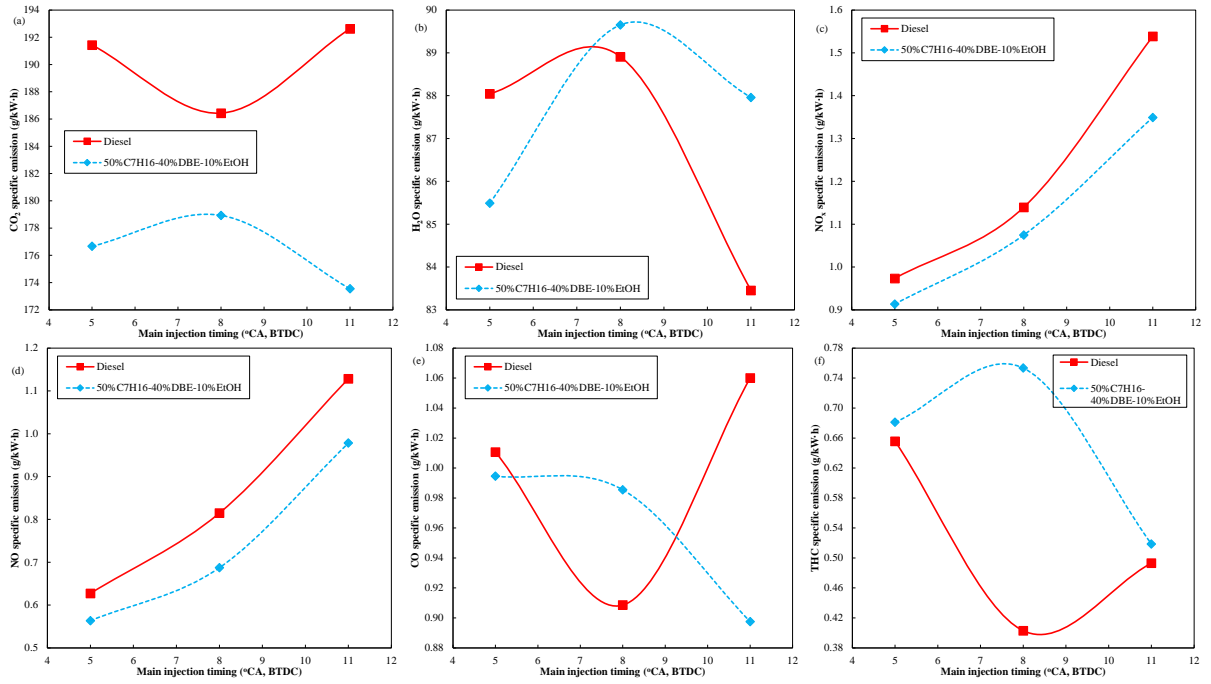 (a)
CO₂ specific emission (g/kW·h)
194
192
190
188
186
184
182
180
178
176
174
172
Diesel
50%C7H16-40%DBE-10%EtOH
4 5 6 7 8 9 10 11 12
Main injection timing (°CA, BTDC)
(b)
H₂O specific emission (g/kW·h)
90
89
88
87
86
85
84
83
Diesel
50%C7H16-40%DBE-10%EtOH
4 5 6 7 8 9 10 11 12
Main injection timing (°CA, BTDC)
(c)
NOₓ specific emission (g/kW·h)
1.6
1.5
1.4
1.3
1.2
1.1
1.0
0.9
Diesel
50%C7H16-40%DBE-10%EtOH
4 5 6 7 8 9 10 11 12
Main injection timing (°CA, BTDC)
(d)
NO specific emission (g/kW·h)
1.2
1.1
1.0
0.9
0.8
0.7
0.6
0.5
Diesel
50%C7H16-40%DBE-10%EtOH
4 5 6 7 8 9 10 11 12
Main injection timing (°CA, BTDC)
(e)
CO specific emission (g/kW·h)
1.08
1.06
1.04
1.02
1.00
0.98
0.96
0.94
0.92
0.90
0.88
Diesel
50%C7H16-40%DBE-10%EtOH
4 5 6 7 8 9 10 11 12
Main injection timing (°CA, BTDC)
(f)
THC specific emission (g/kW·h)
0.78
0.74
0.70
0.66
0.62
0.58
0.54
0.50
0.46
0.42
0.38
Diesel
50%C7H16-
40%DBE-10%EtOH
4 5 6 7 8 9 10 11 12
Main injection timing (°CA, BTDC)